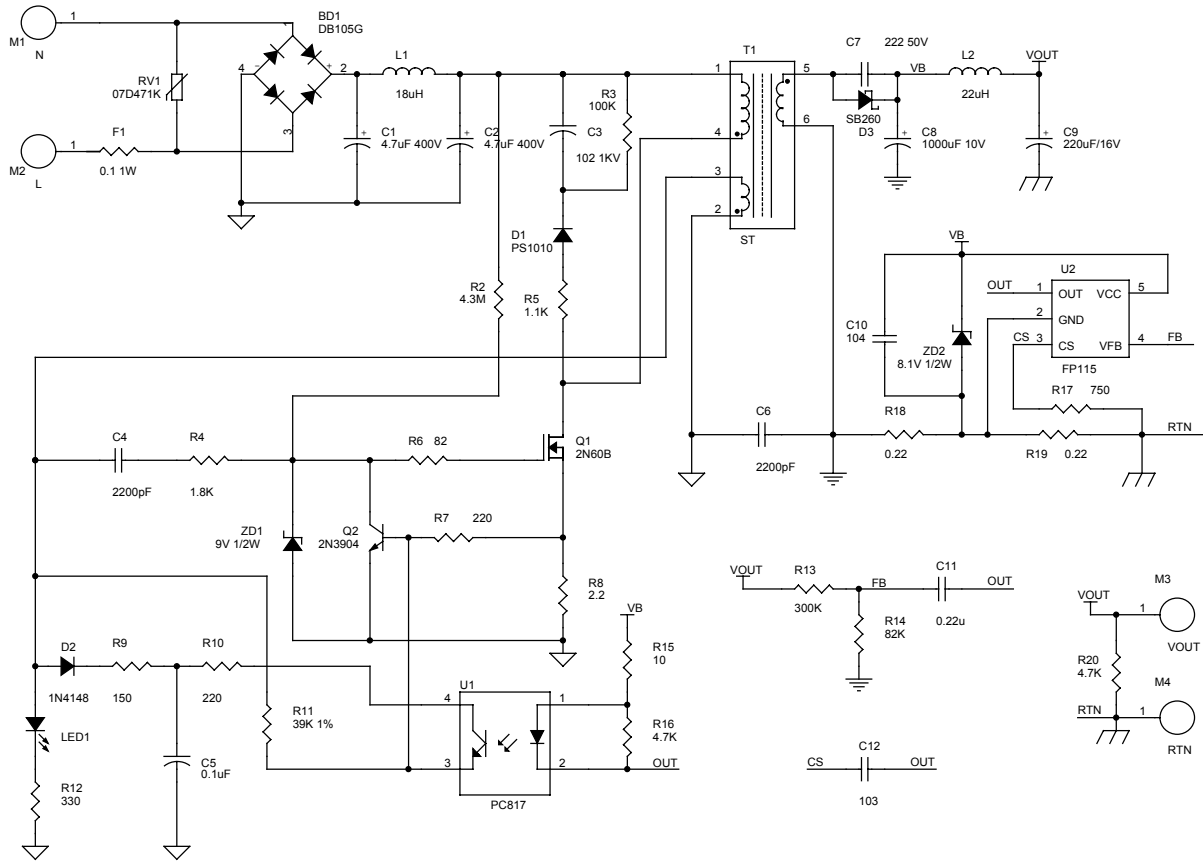 M1
1
N
M2
1
L
RV1
07D471K
F1
0.1 1W
BD1
DB105G
1
4
2
3
-
+
L1
18uH
+
C1
4.7uF 400V
+
C2
4.7uF 400V
R3
100K
C3
102 1KV
T1
1
4
3
2
5
6
ST
C7
222 50V
VB
SB260
D3
L2
22uH
VOUT
+
C8
1000uF 10V
+
C9
220uF/16V
D1
PS1010
R2
4.3M
R5
1.1K
VB
C10
104
ZD2
8.1V 1/2W
OUT
U2
1
OUT
VCC
5
2
GND
CS
3
CS
VFB
4
FB
FP115
R17
750
R18
0.22
R19
0.22
RTN
C6
2200pF
C4
2200pF
R4
1.8K
R6
82
Q1
2N60B
ZD1
9V 1/2W
Q2
2N3904
R7
220
R8
2.2
VB
R15
10
R16
4.7K
OUT
D2
1N4148
R9
150
R10
220
R11
39K 1%
U1
4
1
3
2
PC817
LED1
R12
330
C5
0.1uF
VOUT
R13
300K
FB
R14
82K
C11
0.22u
OUT
CS
C12
OUT
103
VOUT
M3
1
VOUT
R20
4.7K
M4
RTN
1
RTN